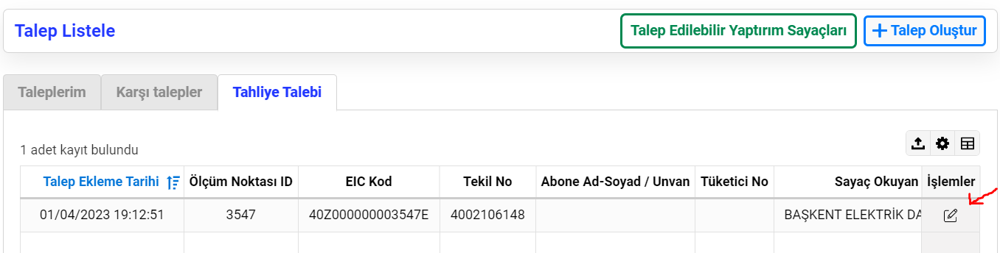 Talep Listele
Talep Edilebilir Yaptırım Sayaçları
Talep Oluştur
Taleplerim
Karşı talepler
Tahliye Talebi
1 adet kayıt bulundu
Talep Ekleme Tarihi Ölçüm Noktası ID EIC Kod Tekil No Abone Ad-Soyad / Unvan Tüketici No Sayaç Okuyan İşlemler
01/04/2023 19:12:51 3547 40Z000000003547E 4002106148 BAŞKENT ELEKTRİK DA